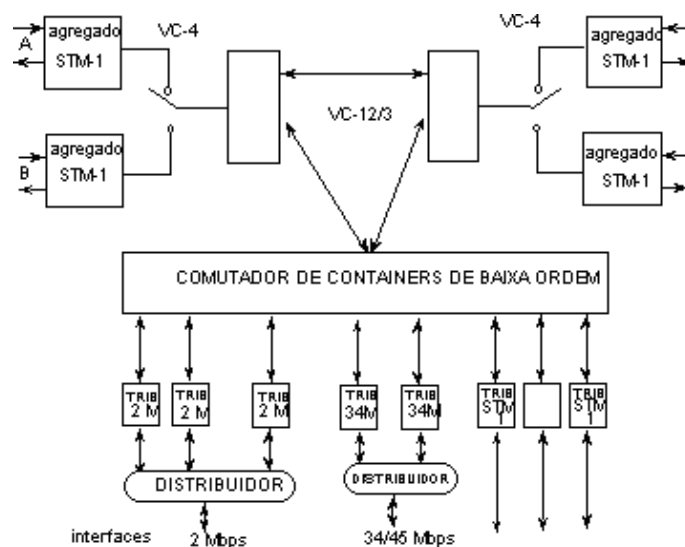 agregado
STM-1
A
VC-4
VC-4
agregado
STM-1
VC-12/3
agregado
STM-1
B
agregado
STM-1
COMUTADOR DE CONTAINERS DE BAIXA ORDEM
TRIB
2 M
TRIB
2 M
TRIB
2 M
TRIB
34M
TRIB
34M
TRIB
STM
1
TRIB
STM
1
DISTRIBUIDOR
DISTRIBUIDOR
interfaces
2 Mbps
34/45 Mbps